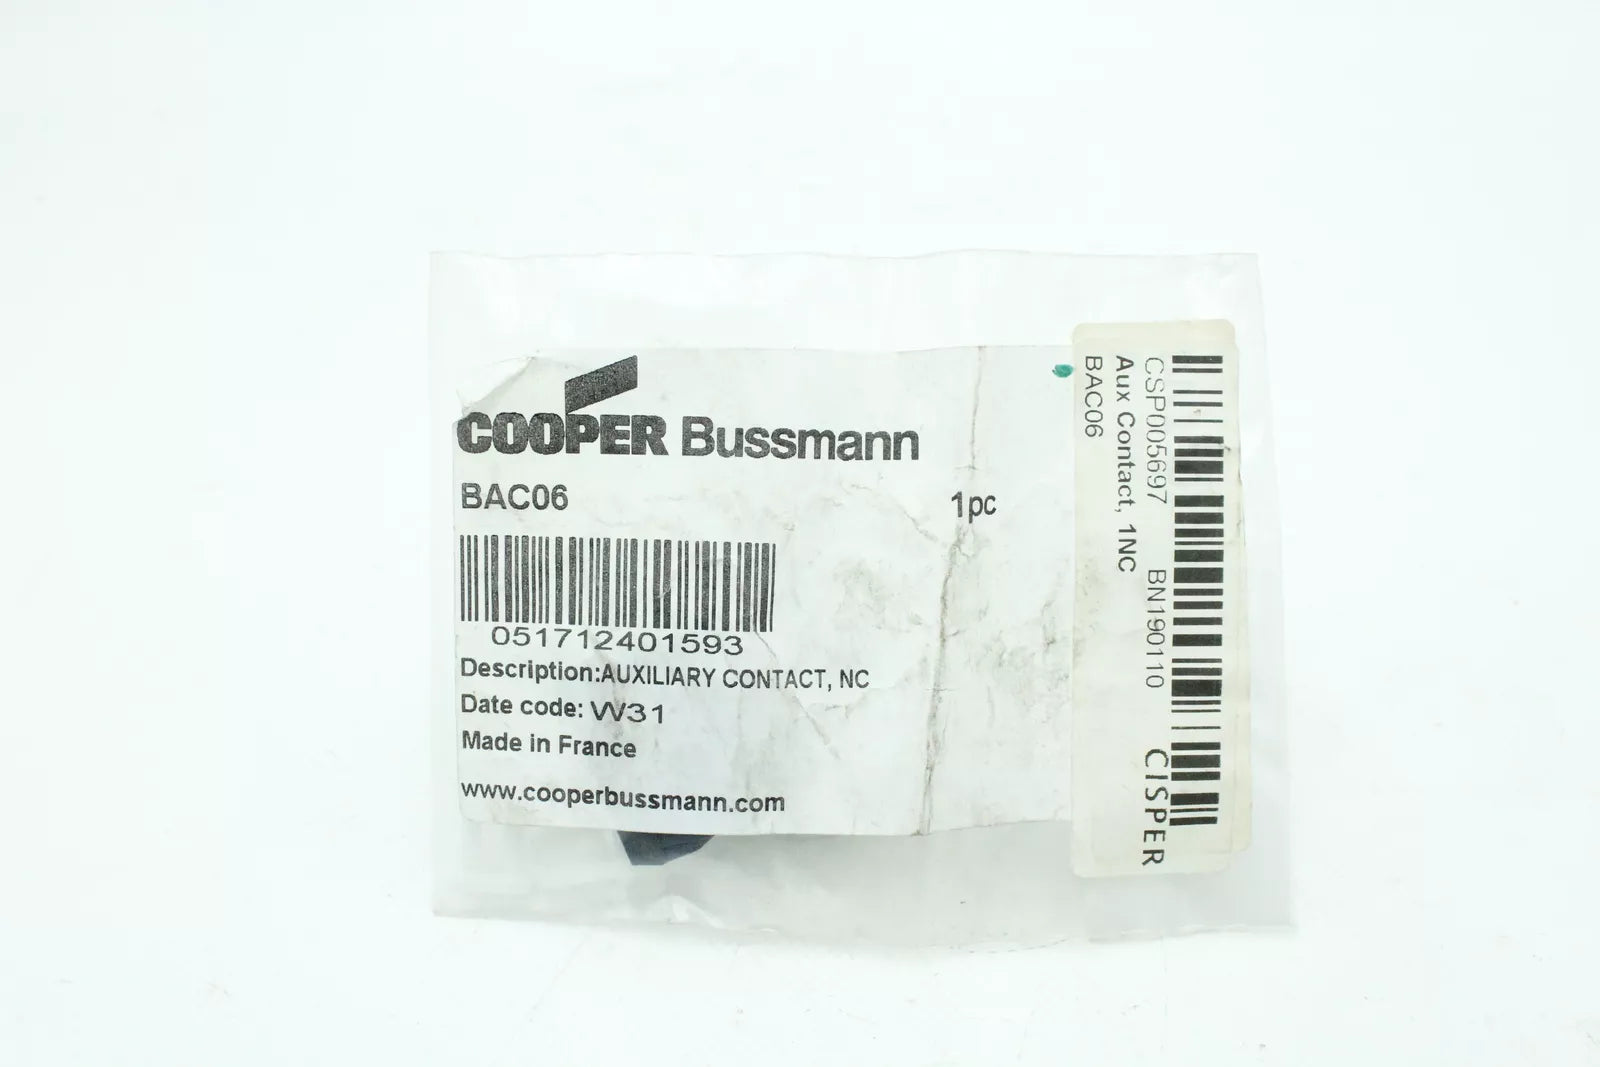 COOPER Bussmann
BAC06
1pc
051712401593
Description:AUXILIARY CONTACT, NC
Date code: W31
Made in France
www.cooperbussmann.com
CSP005697 BN190110 CISPER
Aux Contact, 1NC
BAC06